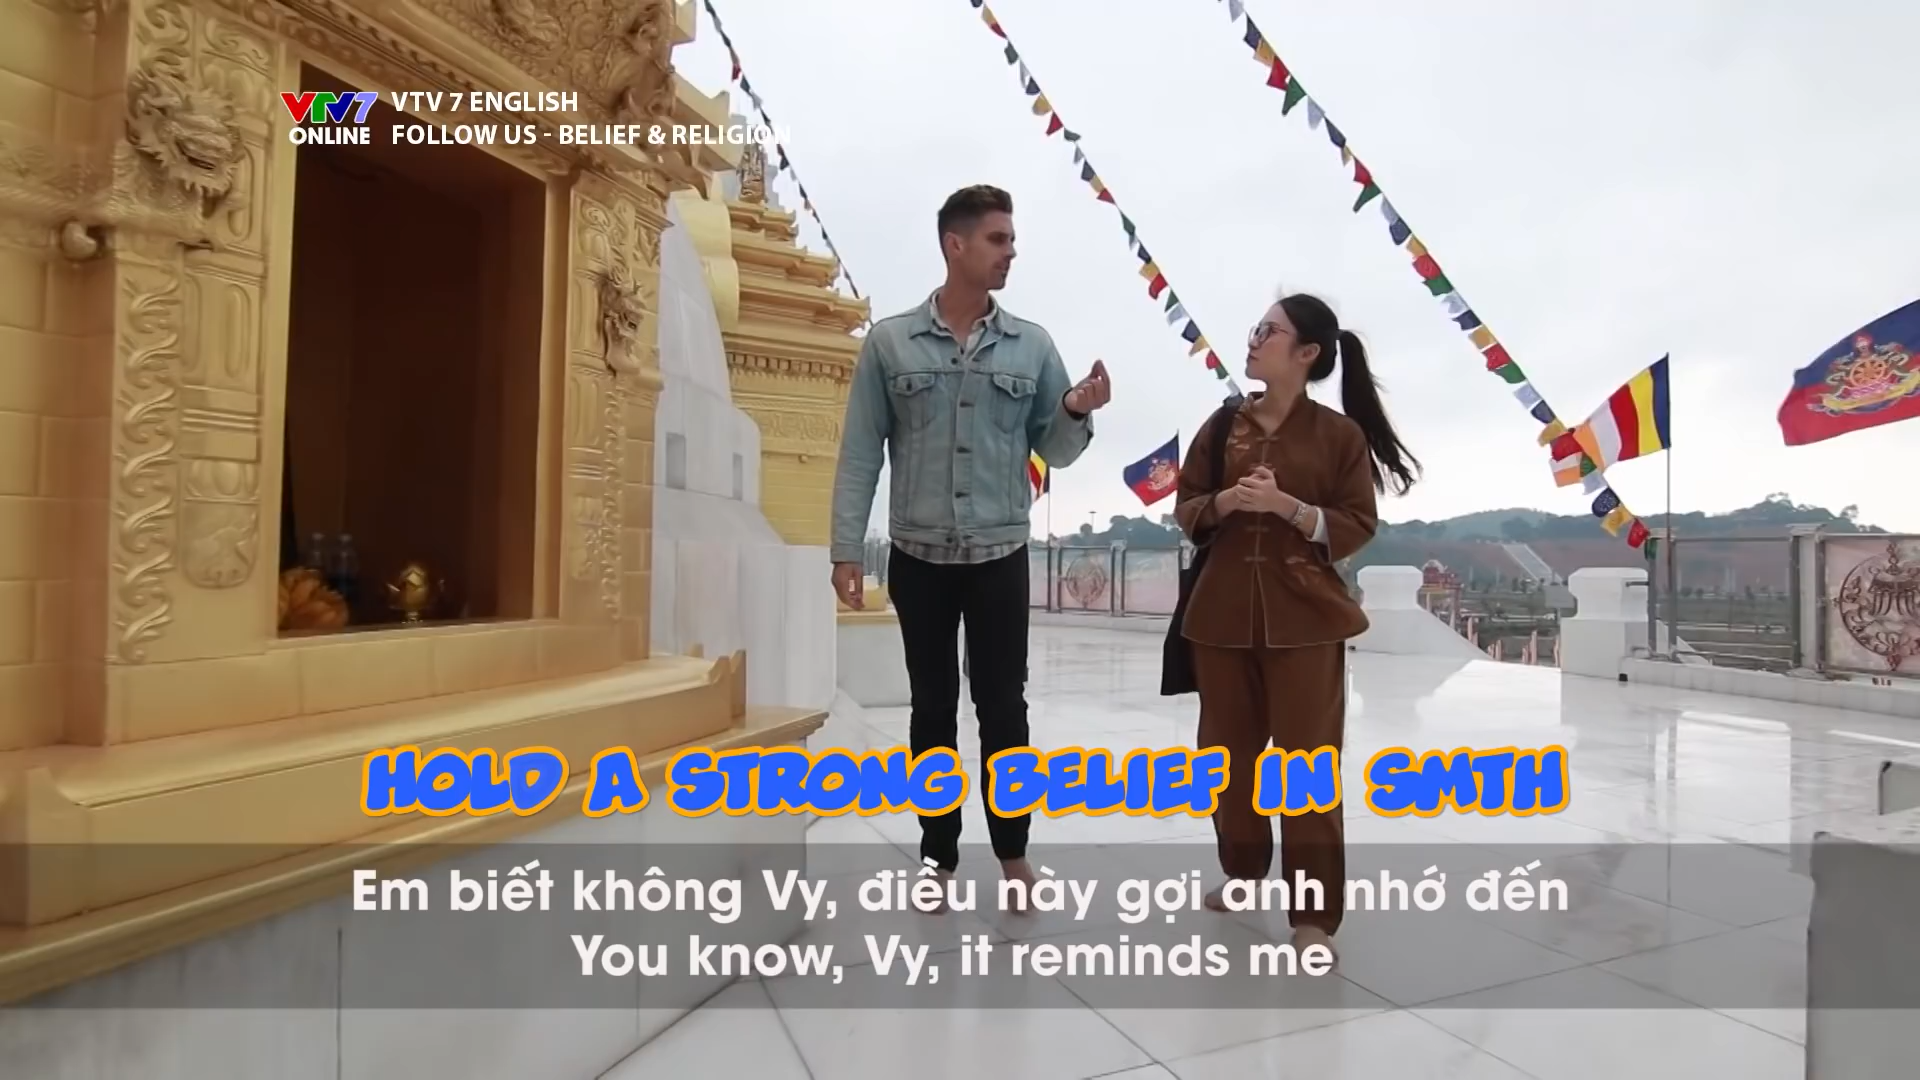 VTV7
ONLINE
VTV 7 ENGLISH
FOLLOW US - BELIEF & RELIGION
HOLD A STRONG BELIEF IN SMTH
Em biết không Vy, điều này gợi anh nhớ đến
You know, Vy, it reminds me